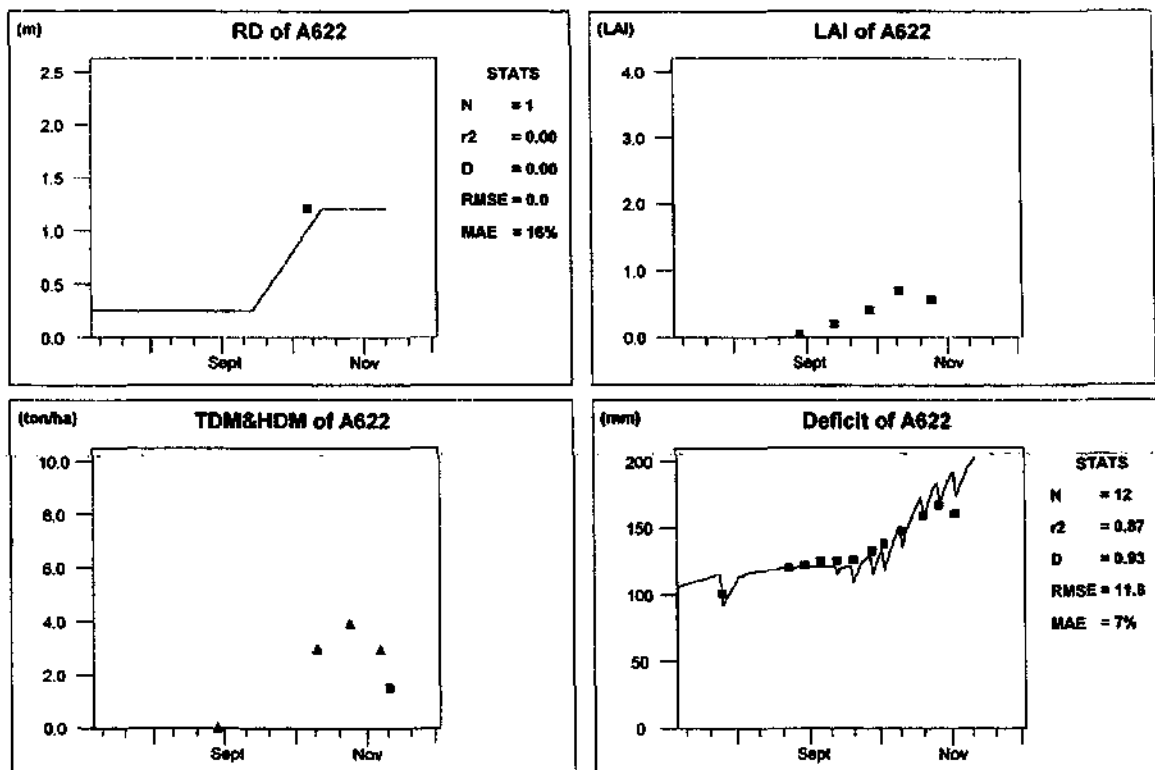 (m) RD of A622
2.5
2.0
1.5
1.0
0.5
0.0
Sept Nov
STATS
N = 1
r2 = 0.00
D = 0.00
RMSE = 0.0
MAE = 16%
(LAI) LAI of A622
4.0
3.0
2.0
1.0
0.0
Sept Nov
(ton/ha) TDM&HDM of A622
10.0
8.0
6.0
4.0
2.0
0.0
Sept Nov
(mm) Deficit of A622
200
150
100
50
0
Sept Nov
STATS
N = 12
r2 = 0.87
D = 0.93
RMSE = 11.8
MAE = 7%